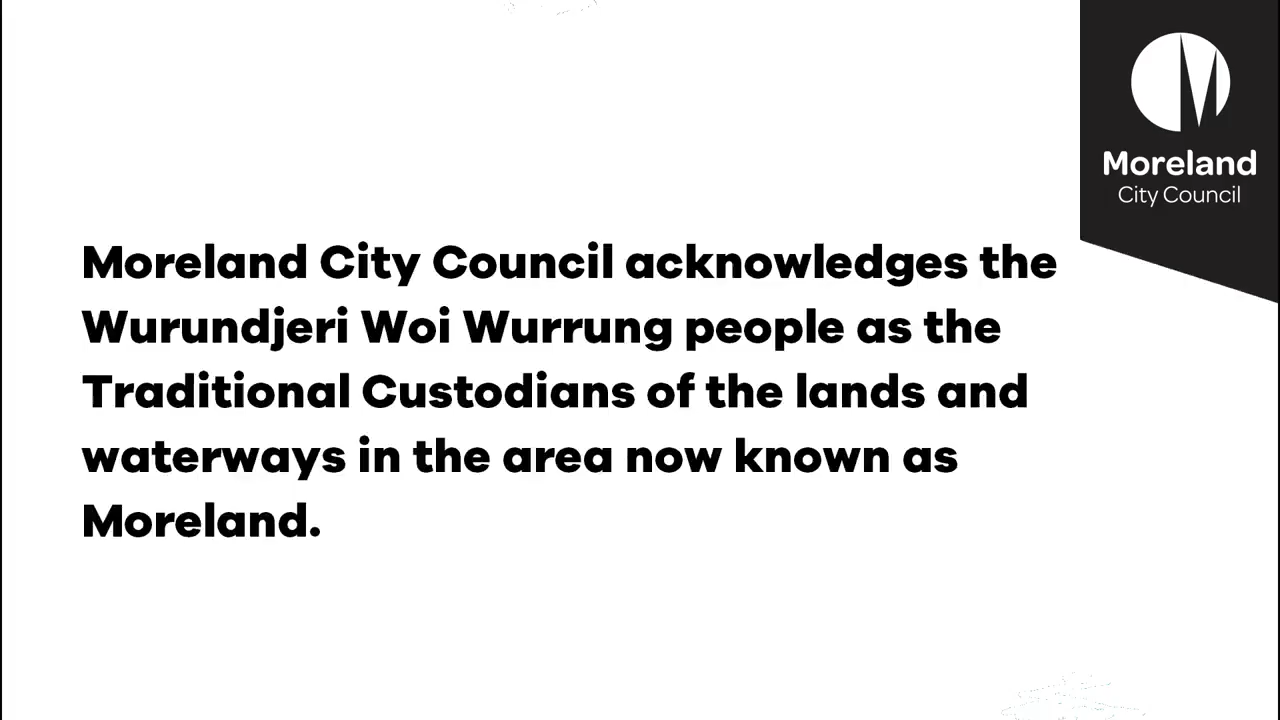 Moreland
City Council
Moreland City Council acknowledges the
Wurundjeri Woi Wurrung people as the
Traditional Custodians of the lands and
waterways in the area now known as
Moreland.